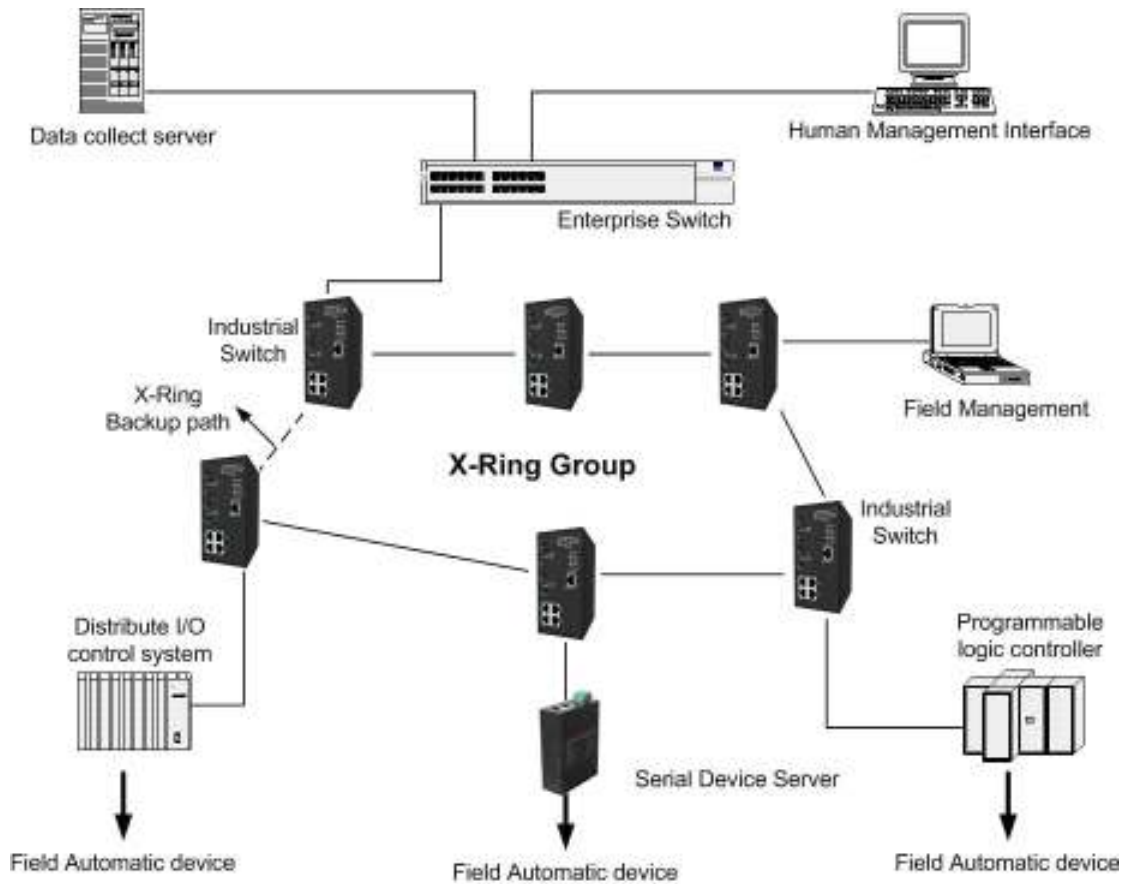 Data collect server
Human Management Interface
Enterprise Switch
Industrial
Switch
X-Ring
Backup path
Field Management
X-Ring Group
Industrial
Switch
Distribute I/O
control system
Programmable
logic controller
Serial Device Server
Field Automatic device
Field Automatic device
Field Automatic device